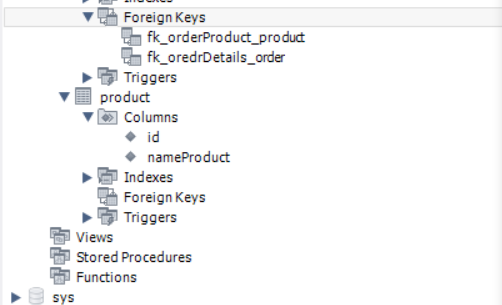 Indexes
Foreign Keys
fk_orderProduct_product
fk_oredrDetails_order
Triggers
product
Columns
id
nameProduct
Indexes
Foreign Keys
Triggers
Views
Stored Procedures
Functions
sys